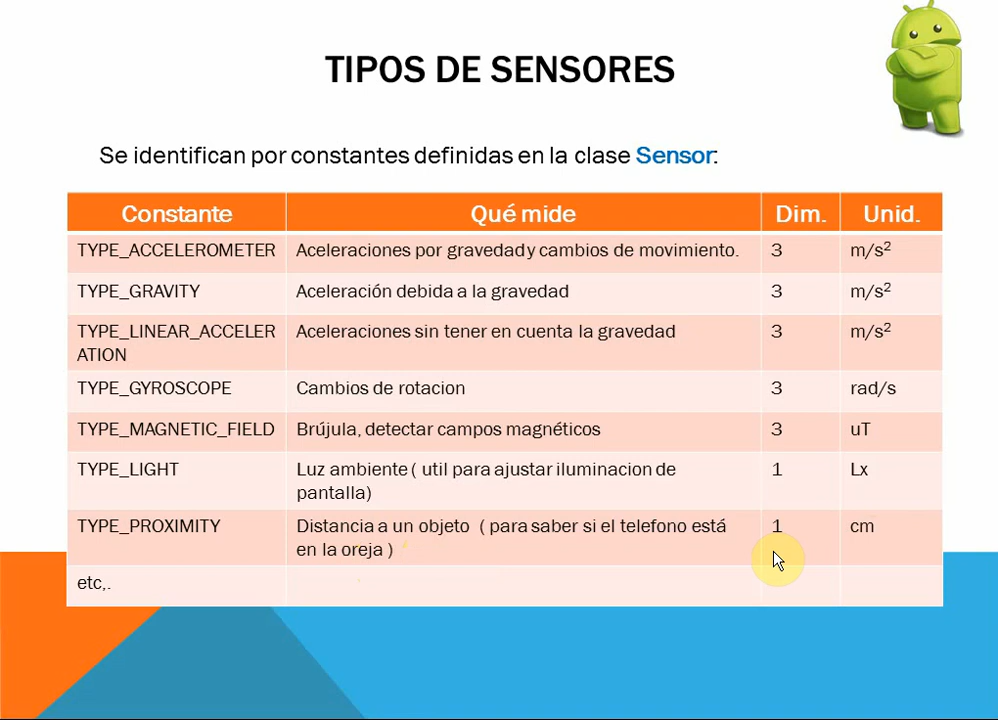 TIPOS DE SENSORES
Se identifican por constantes definidas en la clase Sensor:
Constante Qué mide Dim. Unid.
TYPE_ACCELEROMETER Aceleraciones por gravedad y cambios de movimiento. 3 m/s²
TYPE_GRAVITY Aceleración debida a la gravedad 3 m/s²
TYPE_LINEAR_ACCELER Aceleraciones sin tener en cuenta la gravedad 3 m/s²
ATION
TYPE_GYROSCOPE Cambios de rotacion 3 rad/s
TYPE_MAGNETIC_FIELD Brújula, detectar campos magnéticos 3 uT
TYPE_LIGHT Luz ambiente ( util para ajustar iluminacion de 1 Lx
pantalla)
TYPE_PROXIMITY Distancia a un objeto ( para saber si el telefono está 1 cm
en la oreja )
etc,.